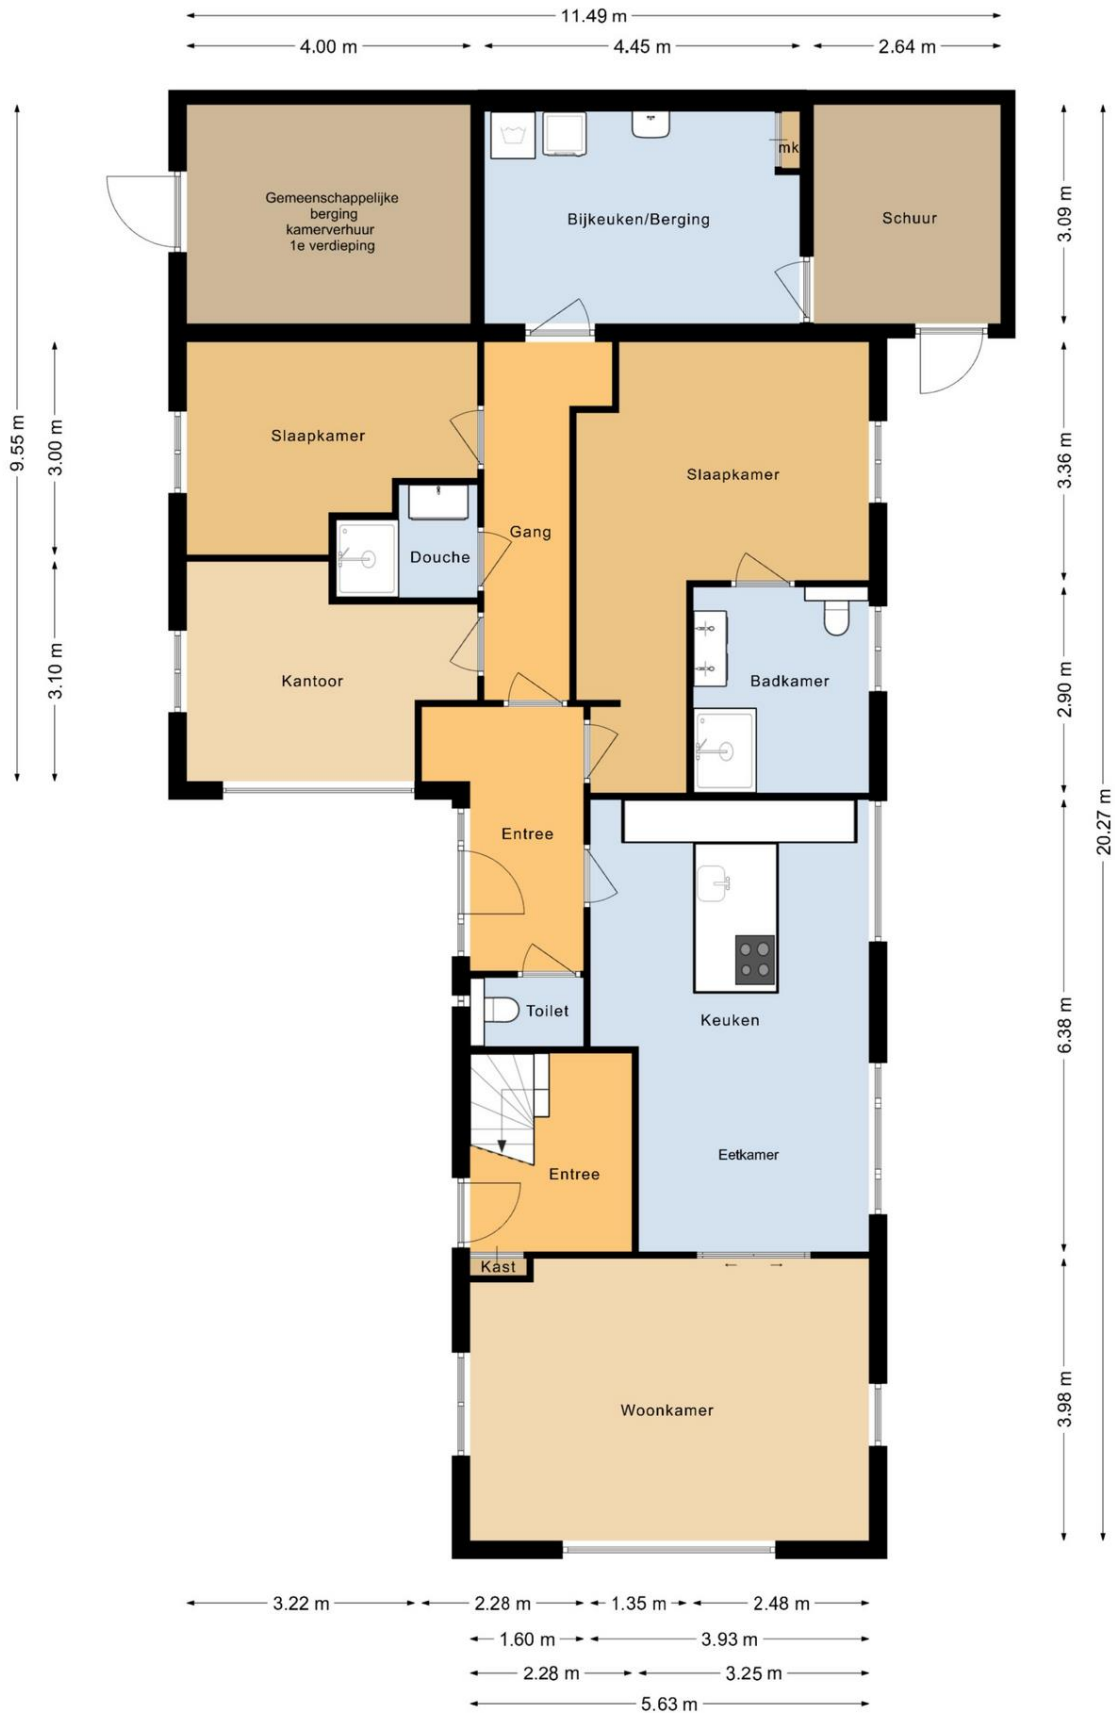 11.49 m
4.00 m
4.45 m
2.64 m
Gemeenschappelijke
berging
kamerverhuur
1e verdieping
Bijkeuken/Berging
mk
Schuur
3.09 m
9.55 m
3.00 m
Slaapkamer
Slaapkamer
3.36 m
Gang
Douche
3.10 m
Kantoor
Badkamer
2.90 m
20.27 m
Entree
Toilet
Keuken
6.38 m
Eetkamer
Entree
Kast
Woonkamer
3.98 m
3.22 m
2.28 m
1.35 m
2.48 m
1.60 m
3.93 m
2.28 m
3.25 m
5.63 m